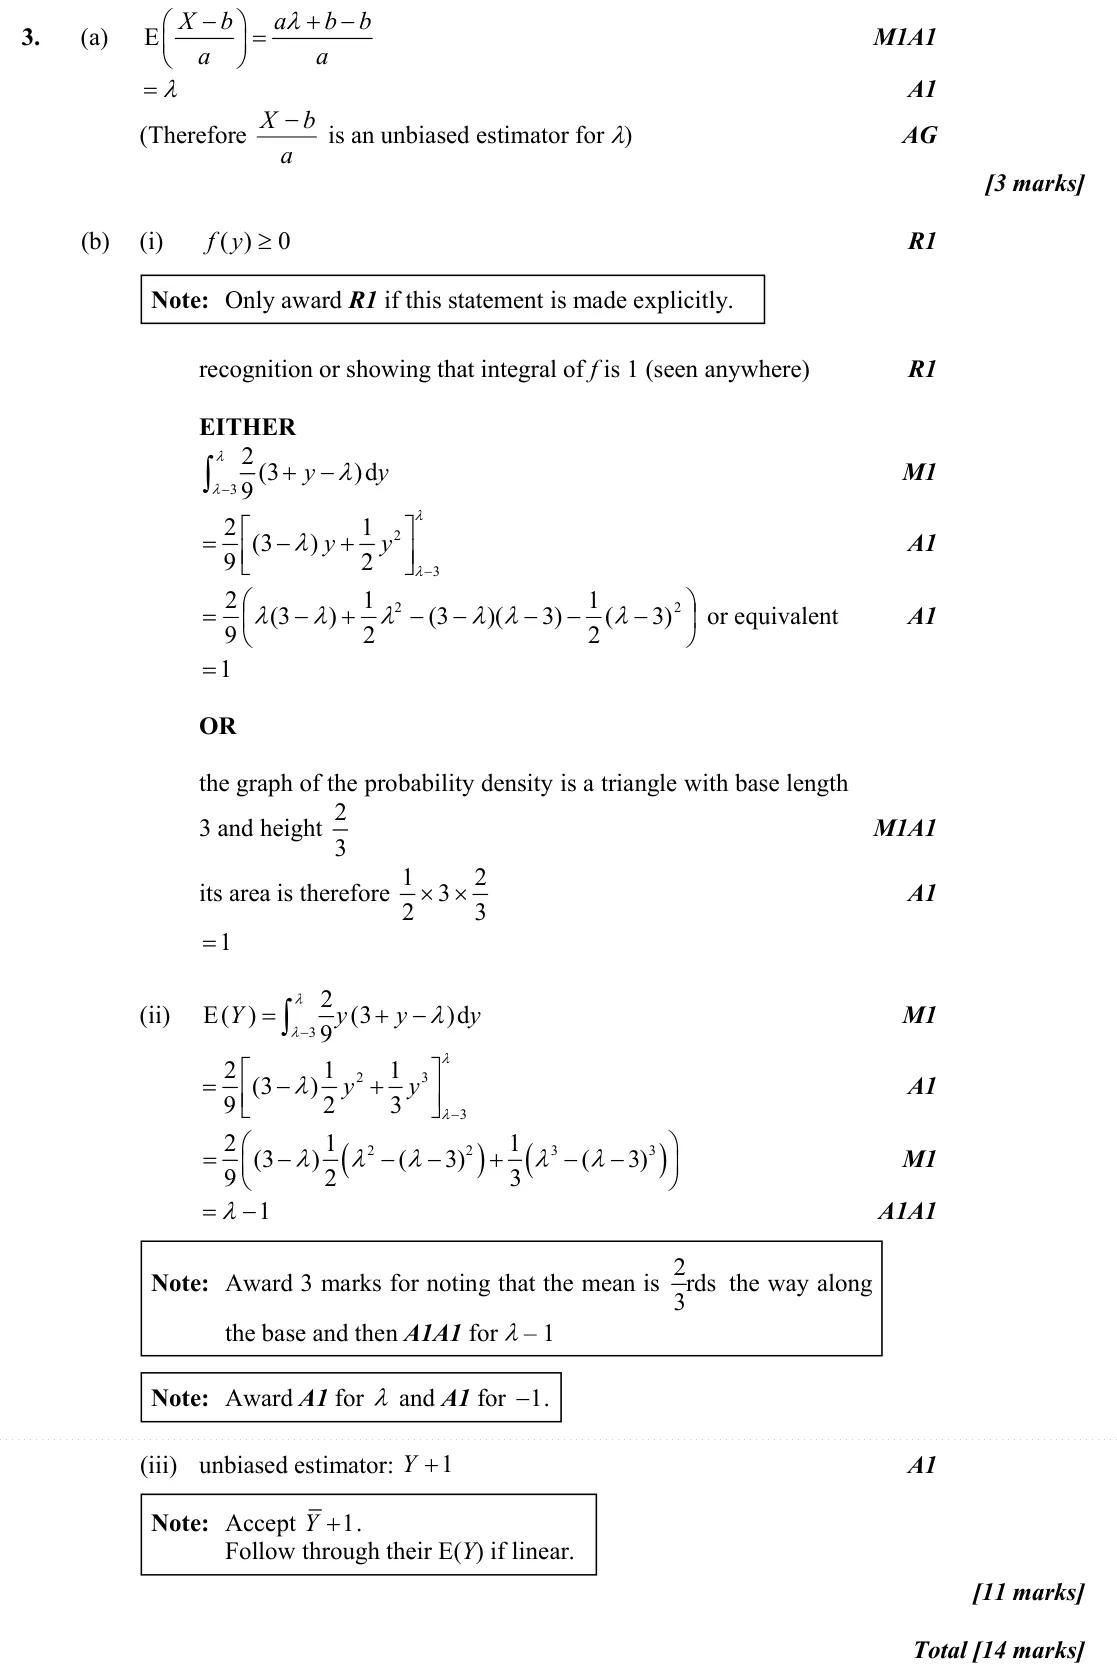 3. (a) E((X − b)/a) = (aλ + b − b)/a M1A1
= λ A1
(Therefore (X − b)/a is an unbiased estimator for λ) AG
[3 marks]
(b) (i) f(y) ≥ 0 R1
Note: Only award R1 if this statement is made explicitly.
recognition or showing that integral of f is 1 (seen anywhere) R1
EITHER
∫_{λ−3}^{λ} 2/9 (3 + y − λ) dy M1
= 2/9 [(3 − λ)y + 1/2 y²]_{λ−3}^{λ} A1
= 2/9 (λ(3 − λ) + 1/2 λ² − (3 − λ)(λ − 3) − 1/2 (λ − 3)²) or equivalent A1
= 1
OR
the graph of the probability density is a triangle with base length
3 and height 2/3 M1A1
its area is therefore 1/2 × 3 × 2/3 A1
= 1
(ii) E(Y) = ∫_{λ−3}^{λ} 2/9 y(3 + y − λ) dy M1
= 2/9 [(3 − λ) 1/2 y² + 1/3 y³]_{λ−3}^{λ} A1
= 2/9 ((3 − λ) 1/2 (λ² − (λ − 3)²) + 1/3 (λ³ − (λ − 3)³)) M1
= λ − 1 A1A1
Note: Award 3 marks for noting that the mean is 2/3rds the way along
the base and then A1A1 for λ − 1
Note: Award A1 for λ and A1 for −1.
(iii) unbiased estimator: Y + 1 A1
Note: Accept Y̅ + 1.
Follow through their E(Y) if linear.
[11 marks]
Total [14 marks]